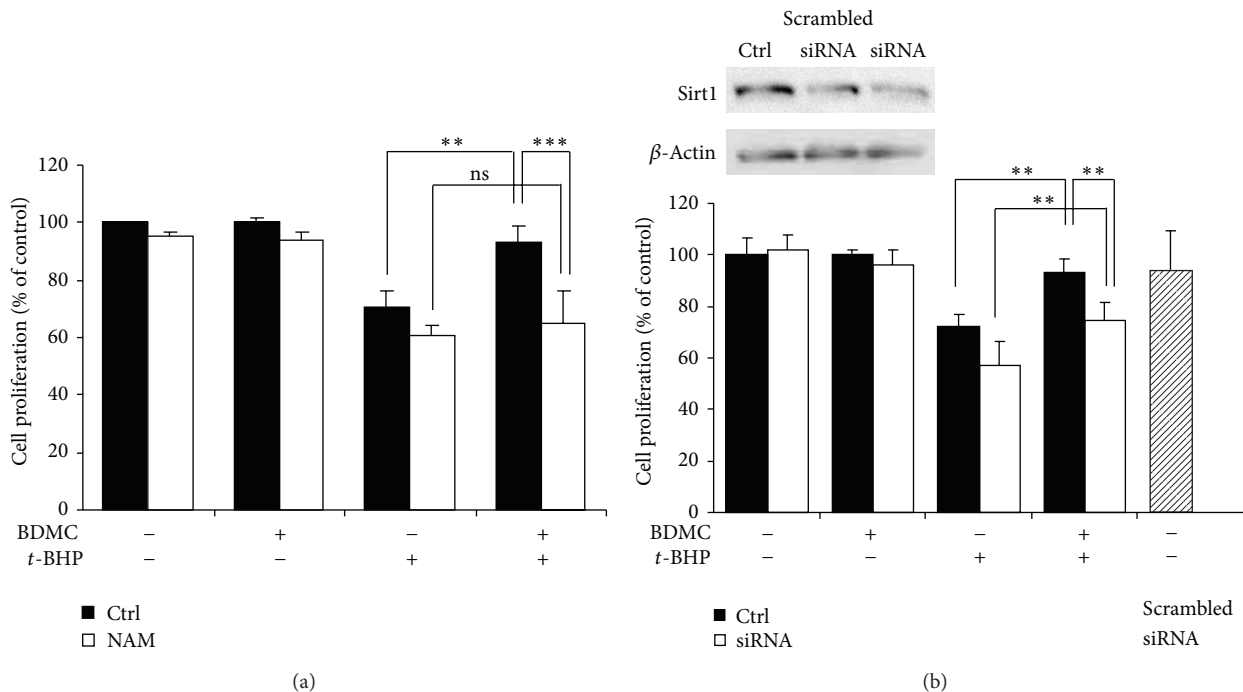 120
100
80
60
40
20
0
Cell proliferation (% of control)
** ***
ns
BDMC − + − +
t-BHP − − + +
Ctrl
NAM
(a)
Scrambled
Ctrl siRNA siRNA
Sirt1
β-Actin
120
100
80
60
40
20
0
Cell proliferation (% of control)
** **
**
BDMC − + − + −
t-BHP − − + + −
Ctrl
siRNA
Scrambled
siRNA
(b)